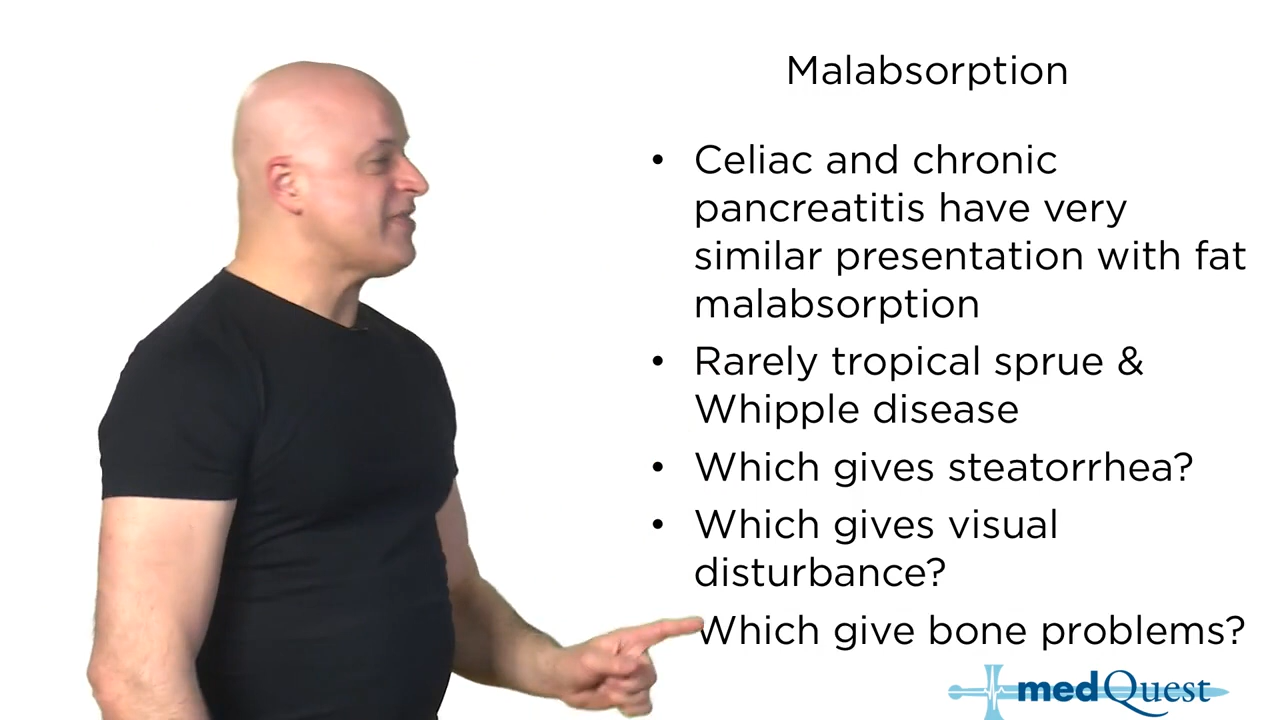 Malabsorption
• Celiac and chronic
pancreatitis have very
similar presentation with fat
malabsorption
• Rarely tropical sprue &
Whipple disease
• Which gives steatorrhea?
• Which gives visual
disturbance?
Which give bone problems?
medQuest